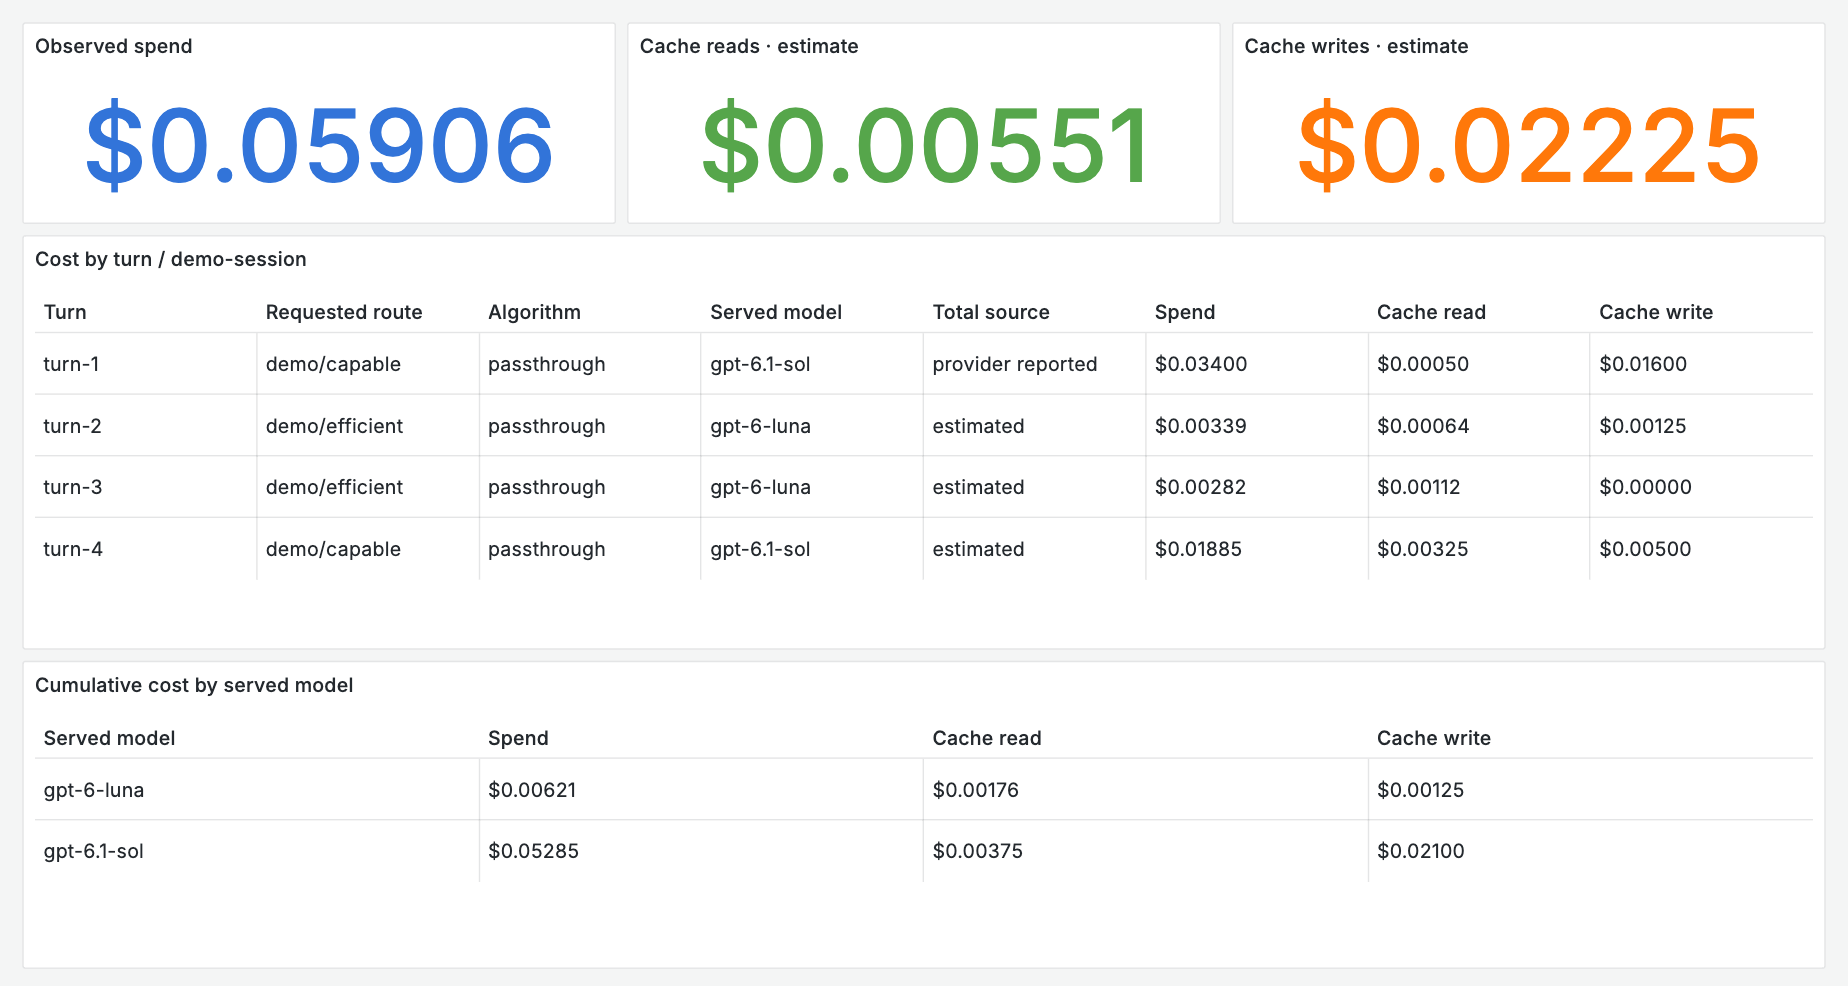 Observed spend
$0.05906
Cache reads · estimate
$0.00551
Cache writes · estimate
$0.02225
Cost by turn / demo-session
Turn Requested route Algorithm Served model Total source Spend Cache read Cache write
turn-1 demo/capable passthrough gpt-6.1-sol provider reported $0.03400 $0.00050 $0.01600
turn-2 demo/efficient passthrough gpt-6-luna estimated $0.00339 $0.00064 $0.00125
turn-3 demo/efficient passthrough gpt-6-luna estimated $0.00282 $0.00112 $0.00000
turn-4 demo/capable passthrough gpt-6.1-sol estimated $0.01885 $0.00325 $0.00500
Cumulative cost by served model
Served model Spend Cache read Cache write
gpt-6-luna $0.00621 $0.00176 $0.00125
gpt-6.1-sol $0.05285 $0.00375 $0.02100